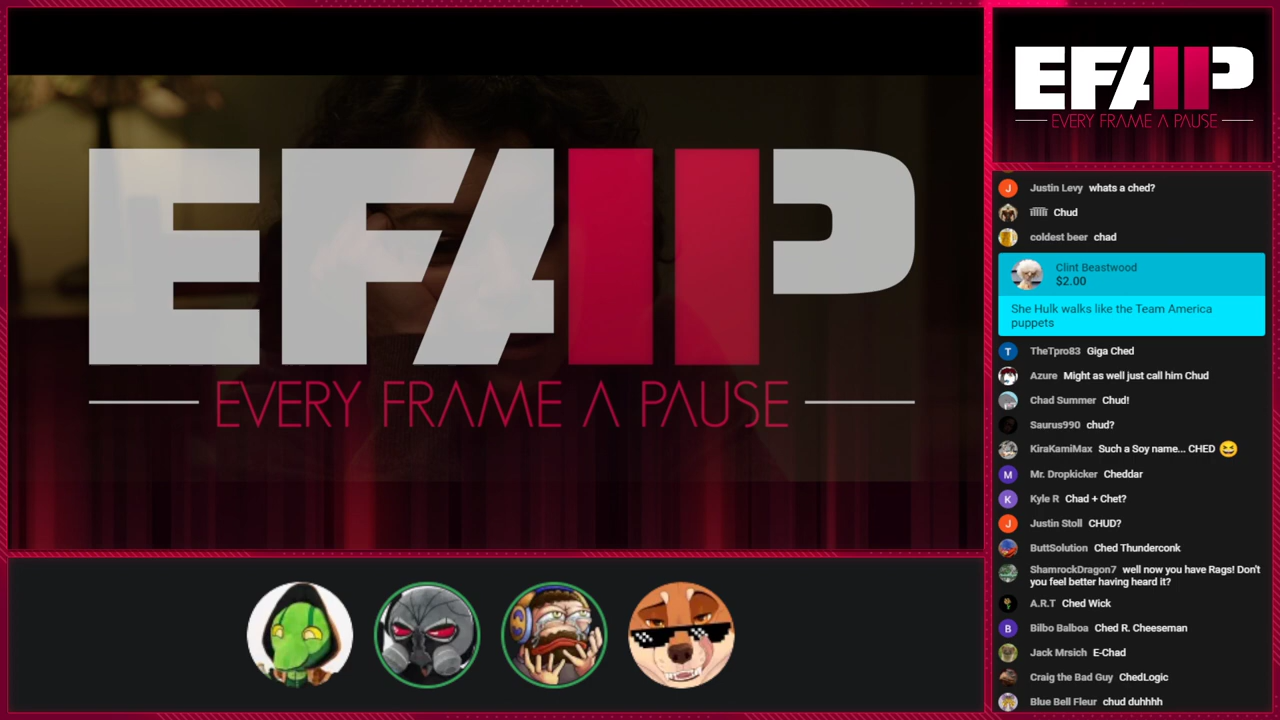 EFAP
EVERY FRAME A PAUSE
EFAP
EVERY FRAME A PAUSE
Justin Levy whats a ched?
Chud
coldest beer chad
Clint Beastwood
$2.00
She Hulk walks like the Team America
puppets
T
TheTpro83 Giga Ched
Azure Might as well just call him Chud
Chad Summer Chud!
Saurus990 chud?
KiraKamiMax Such a Soy name... CHED
M
Mr. Dropkicker Cheddar
K
Kyle R Chad + Chet?
J
Justin Stoll CHUD?
ButtSolution Ched Thunderconk
ShamrockDragon7 well now you have Rags! Don't
you feel better having heard it?
A.R.T Ched Wick
B
Bilbo Balboa Ched R. Cheeseman
Jack Mrsich E-Chad
Craig the Bad Guy ChedLogic
Blue Bell Fleur chud duhhhh